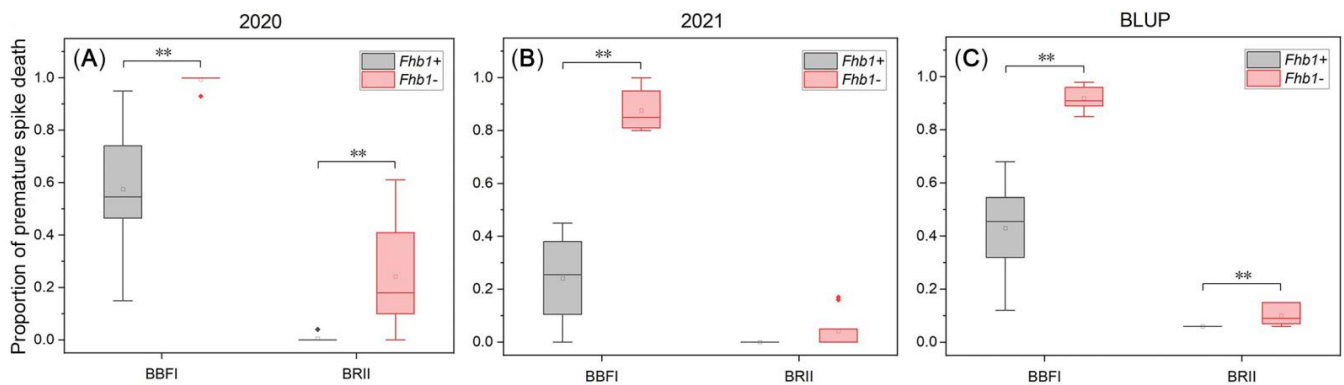 2020
2021
BLUP
(A)
**
Fhb1+
Fhb1-
**
(B)
**
Fhb1+
Fhb1-
(C)
**
Fhb1+
Fhb1-
**
Proportion of premature spike death
1.0
0.8
0.6
0.4
0.2
0.0
1.0
0.8
0.6
0.4
0.2
0.0
1.0
0.8
0.6
0.4
0.2
0.0
BBFI
BRII
BBFI
BRII
BBFI
BRII